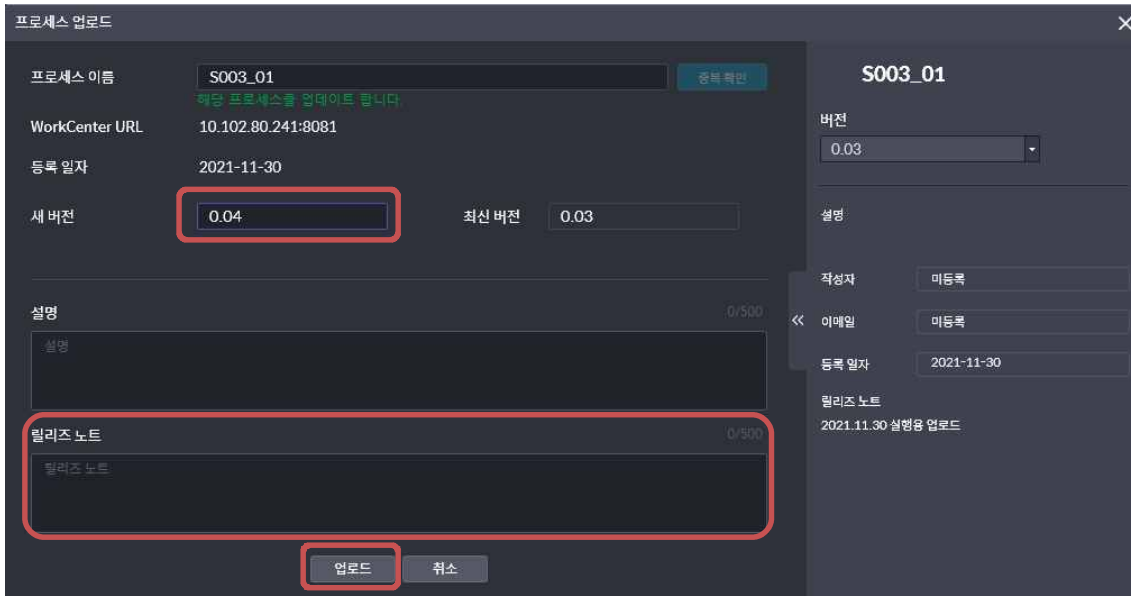 프로세스 업로드
프로세스 이름 S003_01 중복 확인
해당 프로세스를 업데이트 합니다.
WorkCenter URL 10.102.80.241:8081
등록 일자 2021-11-30
새 버전 0.04 최신 버전 0.03
설명 0/500
설명
릴리즈 노트 0/500
릴리즈 노트
업로드 취소
S003_01
버전
0.03
설명
작성자 미등록
이메일 미등록
등록 일자 2021-11-30
릴리즈 노트
2021.11.30 실행용 업로드